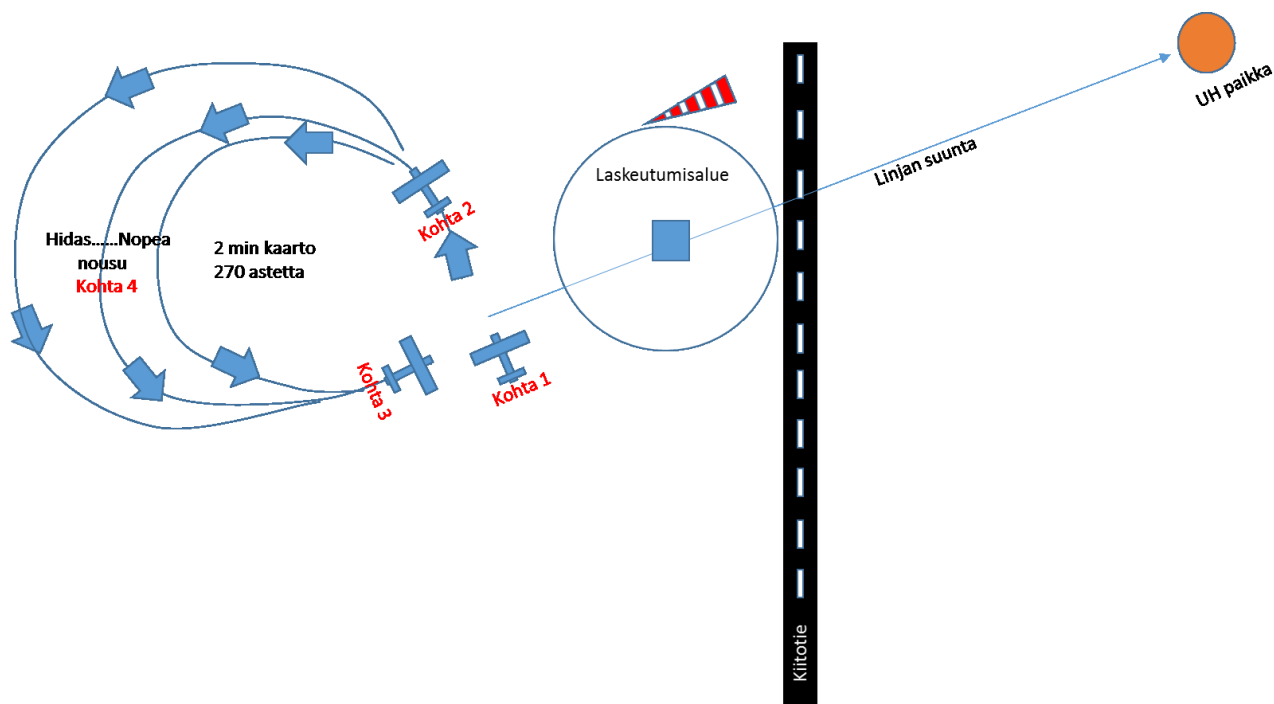 UH paikka
Linjan suunta
Laskeutumisalue
Kohta 2
Hidas......Nopea
nousu
Kohta 4
2 min kaarto
270 astetta
Kohta 3
Kohta 1
Kiitotie